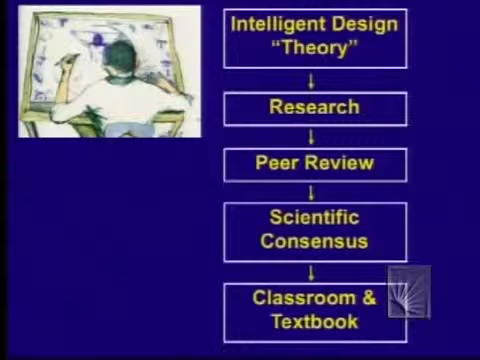 Intelligent Design
“Theory”
Research
Peer Review
Scientific
Consensus
Classroom &
Textbook